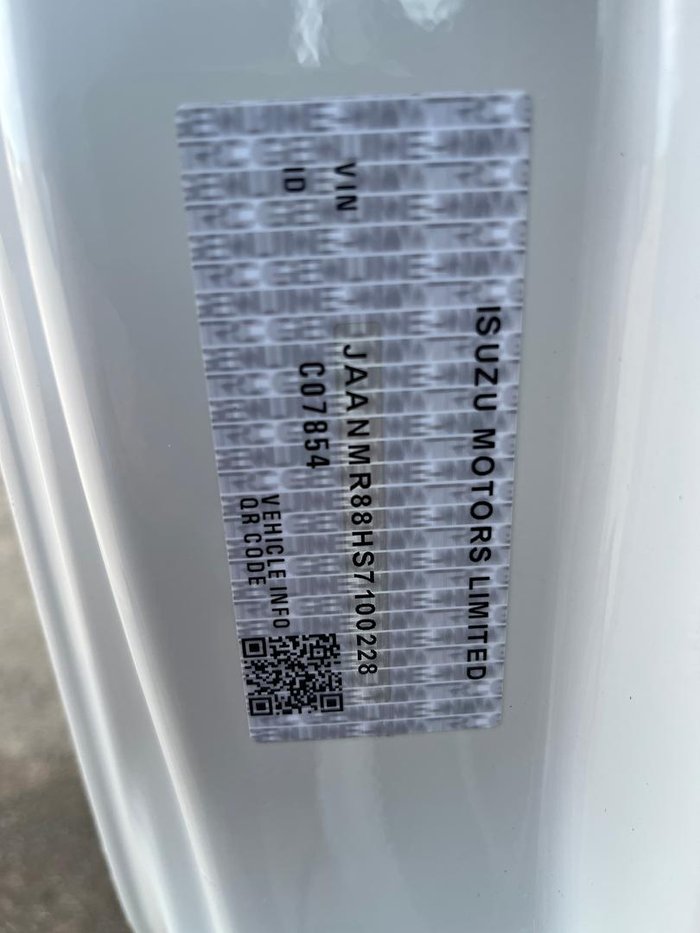 ISUZU MOTORS LIMITED
VIN JAANMR88HS7100228
ID C07854
VEHICLE INFO
QR CODE